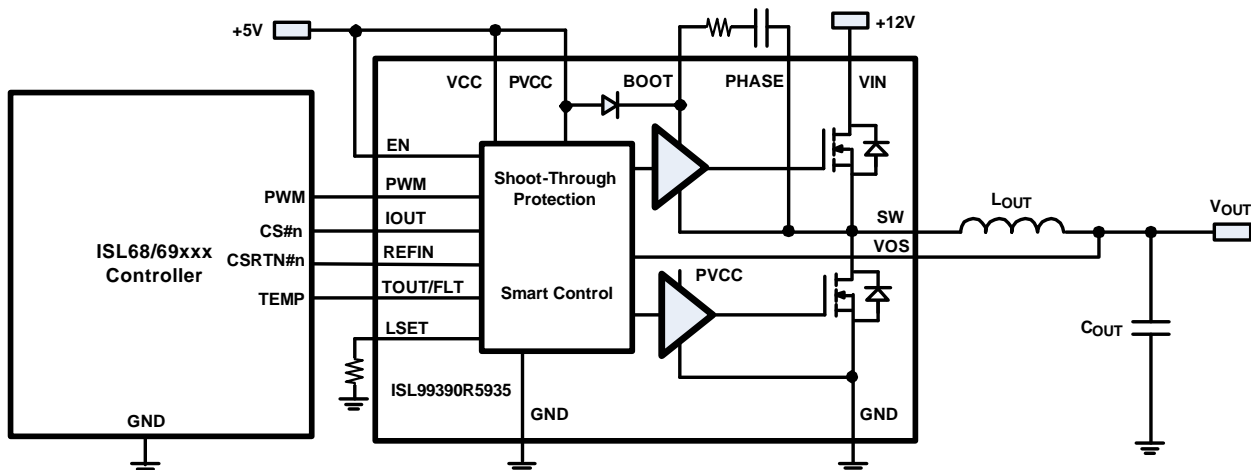 +5V
+12V
VCC
PVCC
BOOT
PHASE
VIN
EN
PWM
PWM
Shoot-Through
Protection
CS#n
IOUT
ISL68/69xxx
Controller
CSRTN#n
REFIN
SW
LOUT
VOUT
VOS
TEMP
TOUT/FLT
Smart Control
PVCC
LSET
COUT
ISL99390R5935
GND
GND
GND